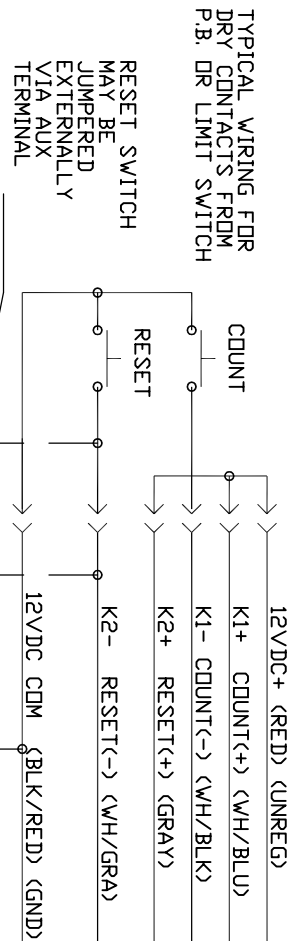 TYPICAL WIRING FOR
DRY CONTACTS FROM
P.B. OR LIMIT SWITCH
RESET SWITCH
MAY BE
JUMPERED
EXTERNALLY
VIA AUX
TERMINAL
COUNT
RESET
12VDC+ (RED) (UNREG)
K1+ COUNT(+) (WH/BLU)
K1- COUNT(-) (WH/BLK)
K2+ RESET(+) (GRAY)
K2- RESET(-) (WH/GRA)
12VDC COM (BLK/RED) (GND)